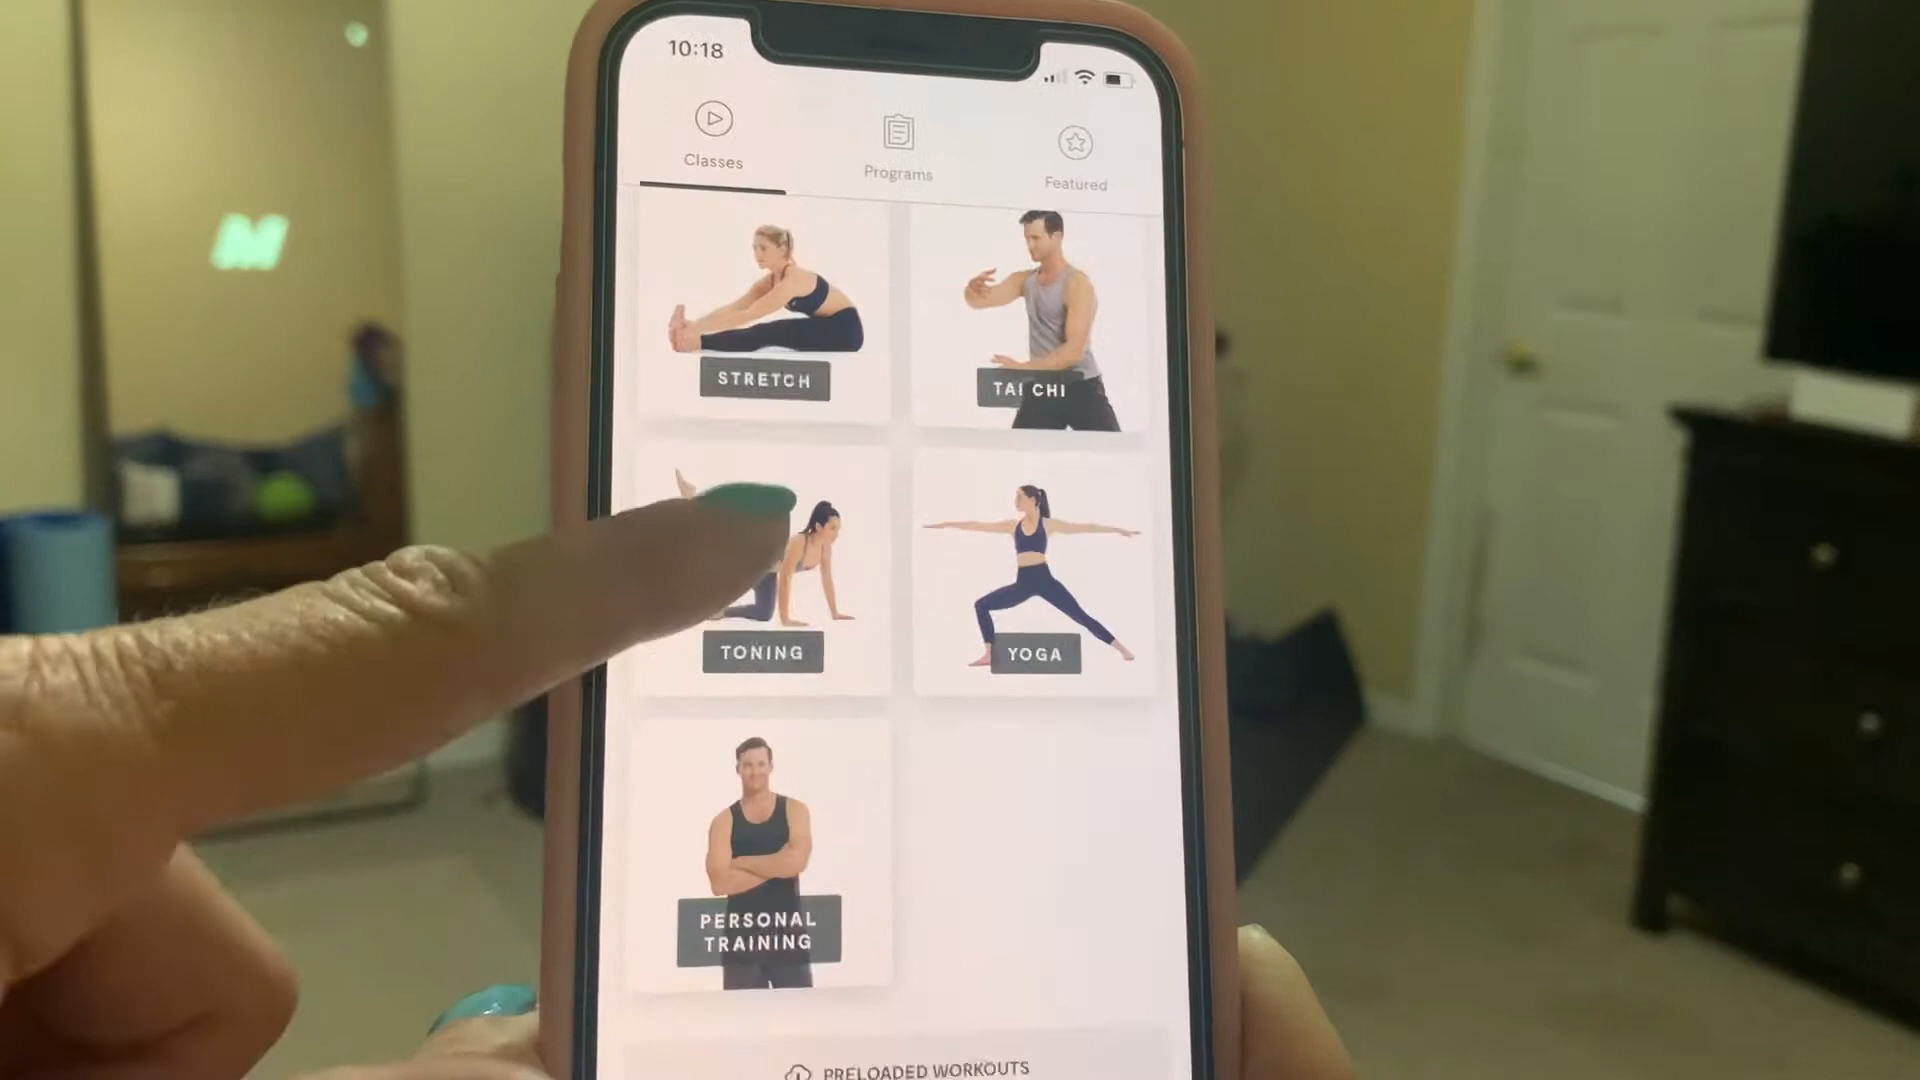 10:18
Classes
Programs
Featured
STRETCH
TAI CHI
TONING
YOGA
PERSONAL
TRAINING
PRELOADED WORKOUTS
M